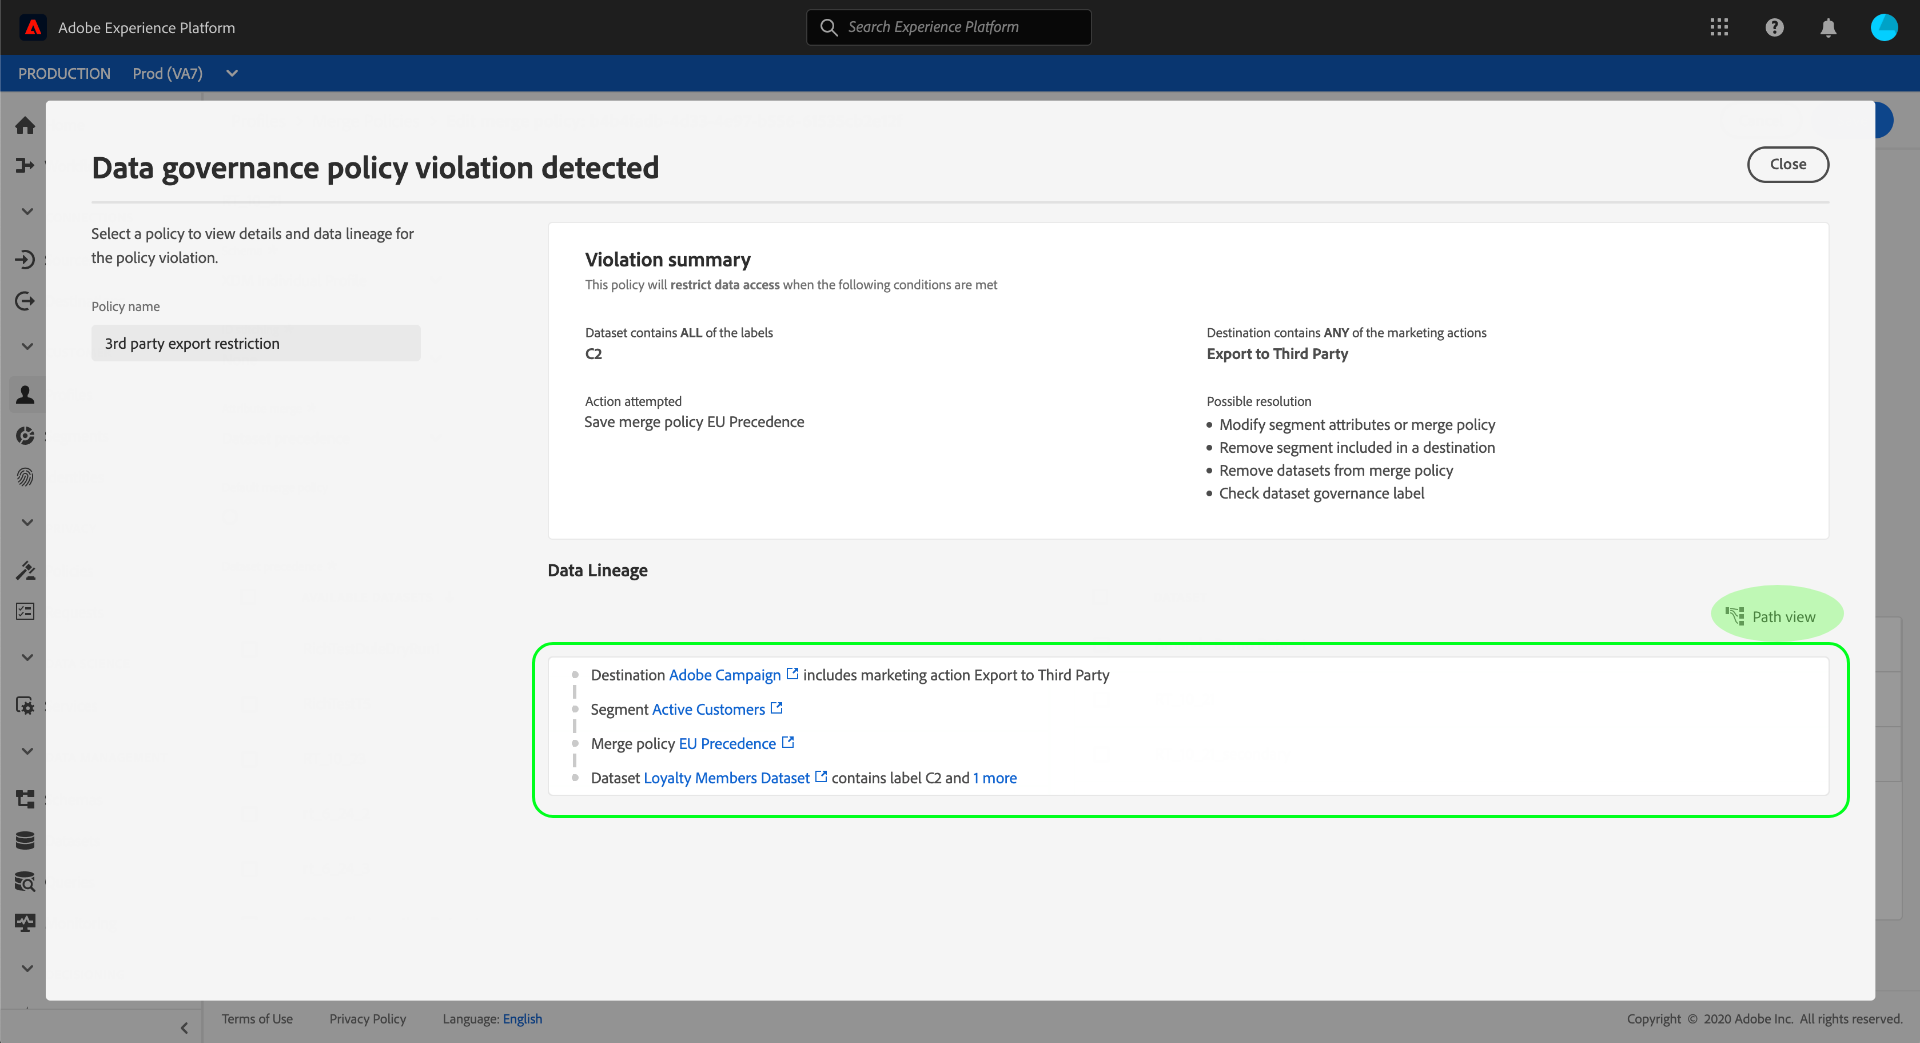 Adobe Experience Platform
Search Experience Platform
PRODUCTION Prod (VA7)
Data governance policy violation detected
Close
Select a policy to view details and data lineage for
the policy violation.
Policy name
3rd party export restriction
Violation summary
This policy will restrict data access when the following conditions are met
Dataset contains ALL of the labels
C2
Destination contains ANY of the marketing actions
Export to Third Party
Action attempted
Save merge policy EU Precedence
Possible resolution
• Modify segment attributes or merge policy
• Remove segment included in a destination
• Remove datasets from merge policy
• Check dataset governance label
Data Lineage
Path view
Destination Adobe Campaign includes marketing action Export to Third Party
Segment Active Customers
Merge policy EU Precedence
Dataset Loyalty Members Dataset contains label C2 and 1 more
Terms of Use Privacy Policy Language: English
Copyright © 2020 Adobe Inc. All rights reserved.